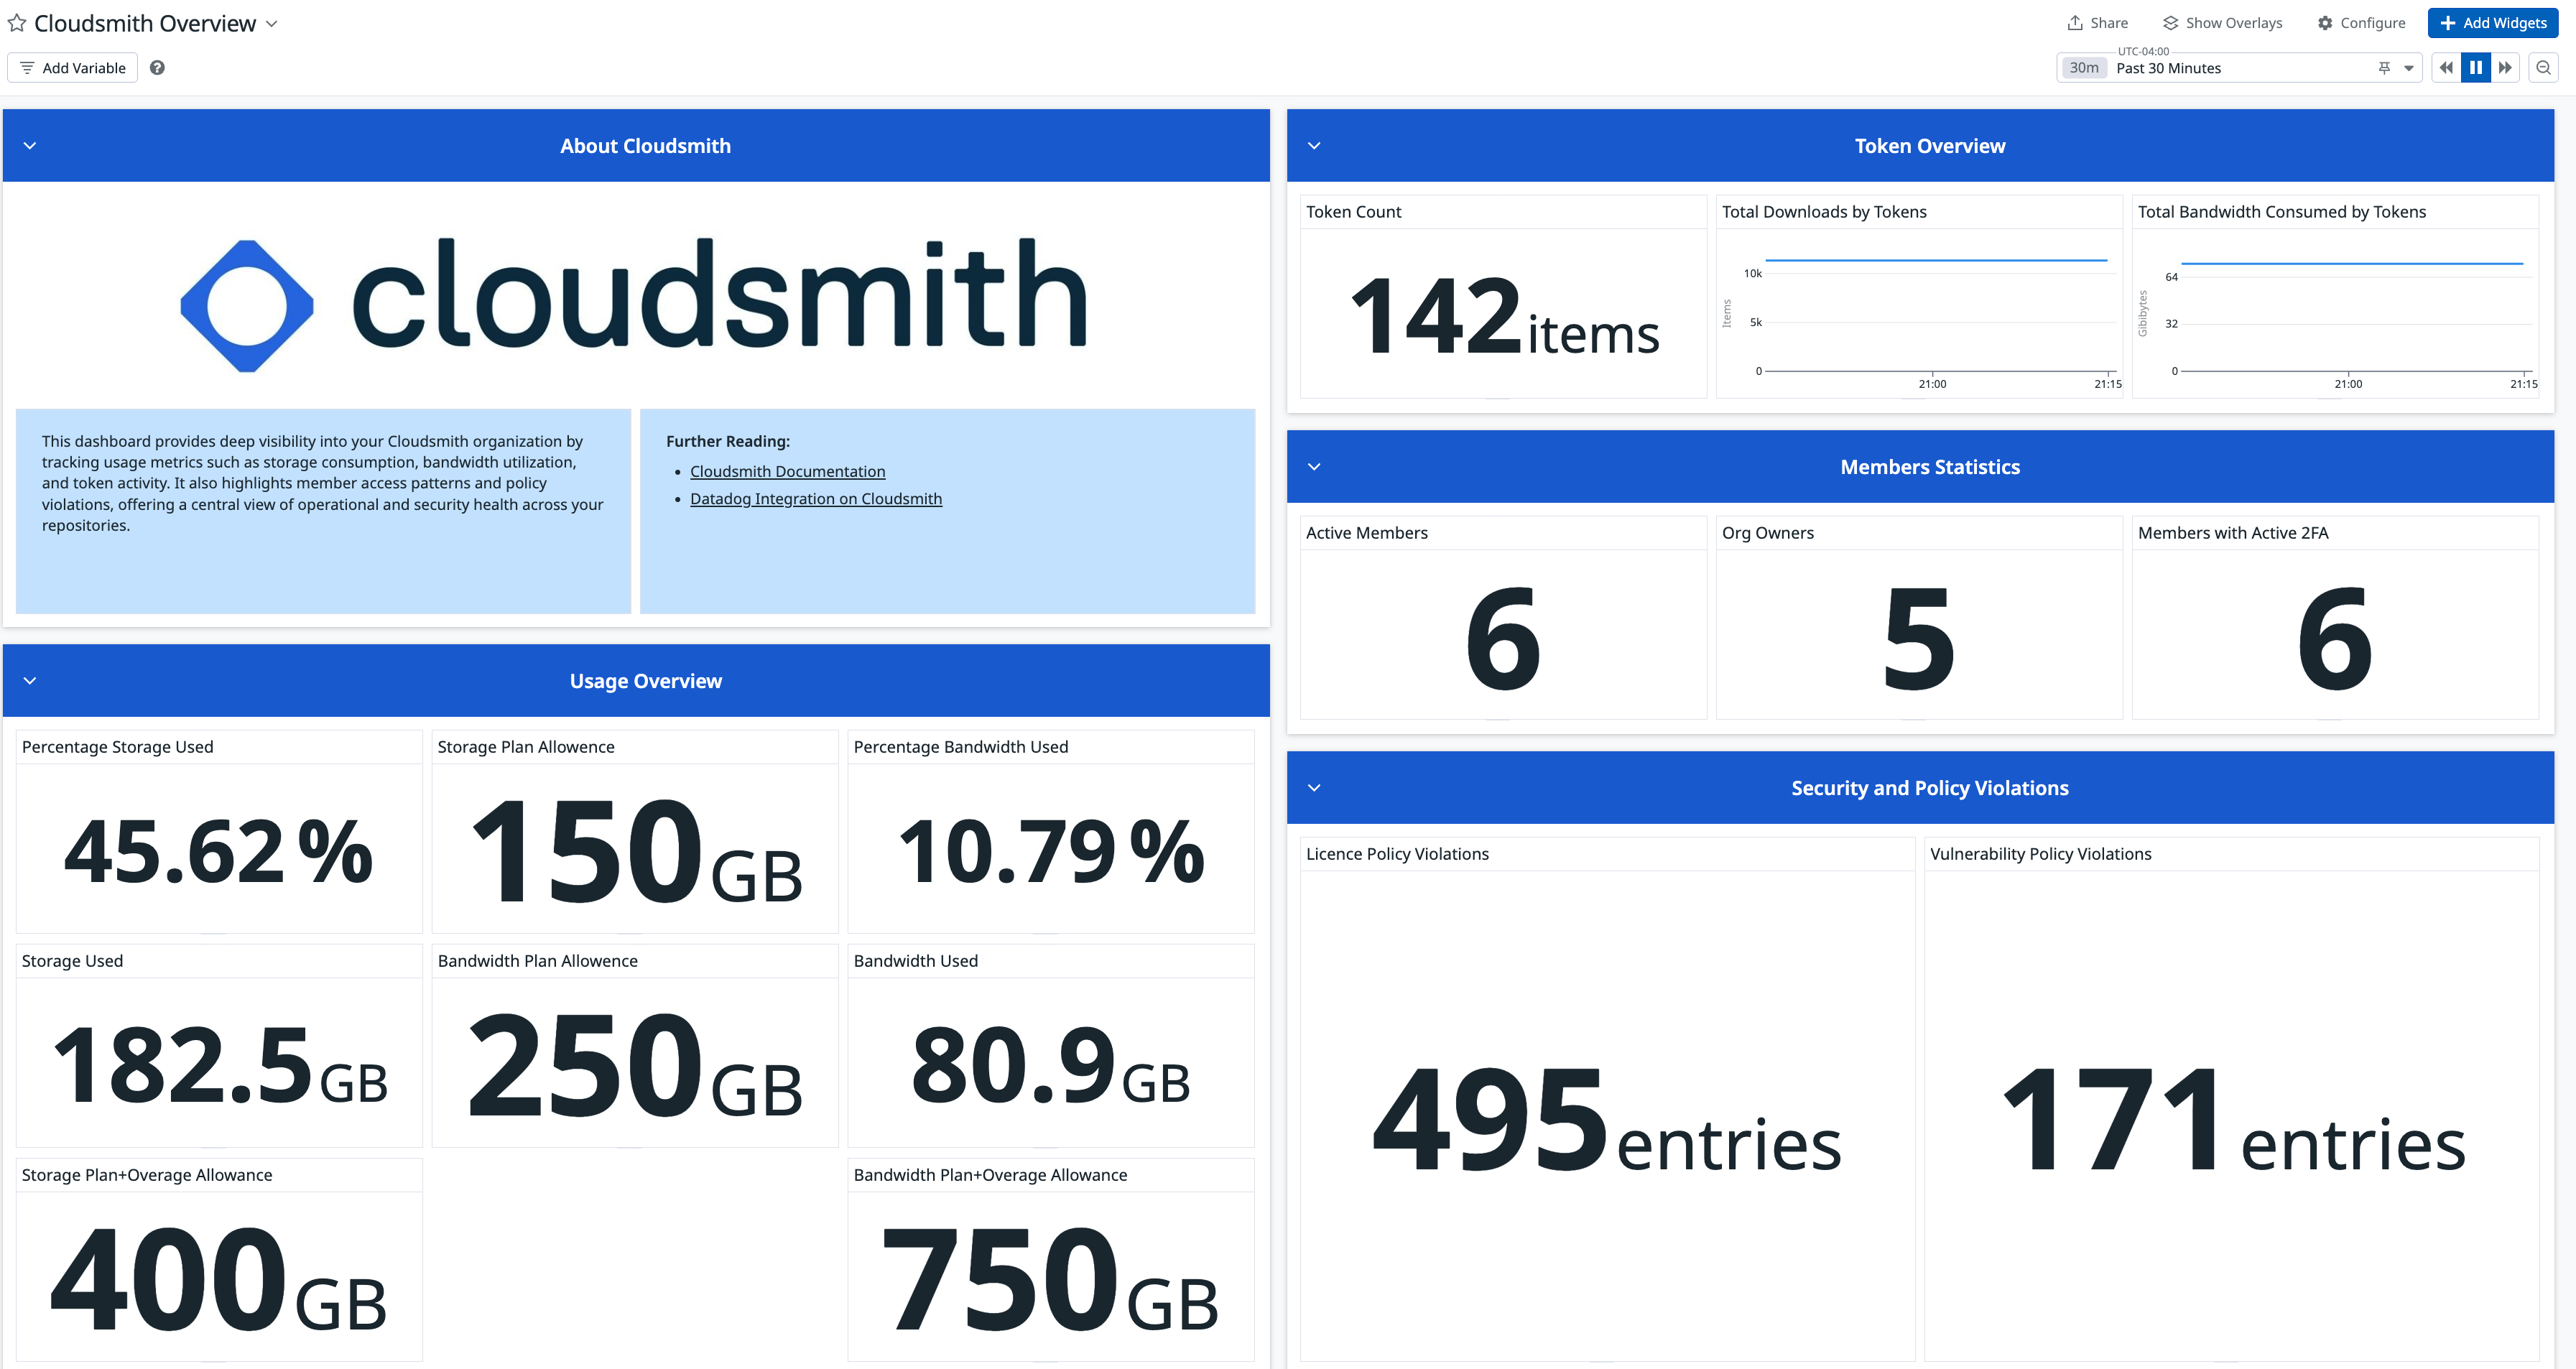 Cloudsmith Overview
Share
Show Overlays
Configure
Add Widgets
Add Variable
UTC-04:00
30m
Past 30 Minutes
About Cloudsmith
cloudsmith
This dashboard provides deep visibility into your Cloudsmith organization by
tracking usage metrics such as storage consumption, bandwidth utilization,
and token activity. It also highlights member access patterns and policy
violations, offering a central view of operational and security health across your
repositories.
Further Reading:
• Cloudsmith Documentation
• Datadog Integration on Cloudsmith
Usage Overview
Percentage Storage Used
45.62 %
Storage Plan Allowence
150 GB
Percentage Bandwidth Used
10.79 %
Storage Used
182.5 GB
Bandwidth Plan Allowence
250 GB
Bandwidth Used
80.9 GB
Storage Plan+Overage Allowance
400 GB
Bandwidth Plan+Overage Allowance
750 GB
Token Overview
Token Count
142 items
Total Downloads by Tokens
Items
10k
5k
0
21:00
21:15
Total Bandwidth Consumed by Tokens
Gibibytes
64
32
0
21:00
21:15
Members Statistics
Active Members
6
Org Owners
5
Members with Active 2FA
6
Security and Policy Violations
Licence Policy Violations
495 entries
Vulnerability Policy Violations
171 entries